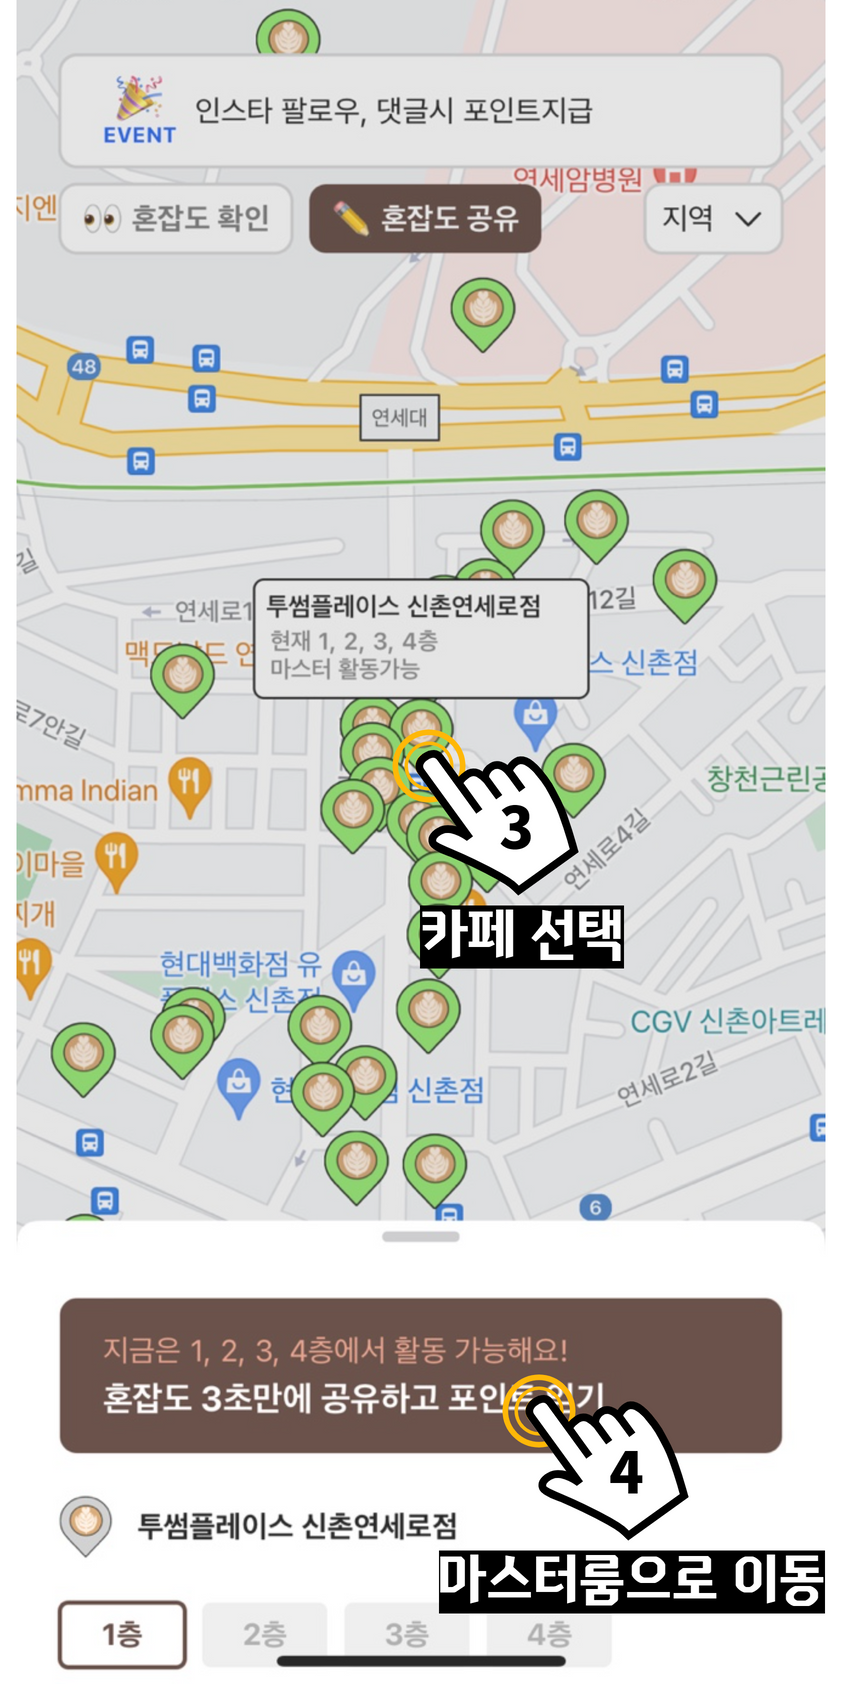 인스타 팔로우, 댓글시 포인트지급
EVENT
연세암병원
지엔
혼잡도 확인
혼잡도 공유
지역
48
연세대
길
연세로1
12길
투썸플레이스 신촌연세로점
현재 1, 2, 3, 4층
마스터 활동가능
스 신촌점
로7안길
mma Indian
창천근린공
3
연세로4길
이마을
지개
카페 선택
현대백화점 유
스 신촌점
CGV 신촌아트레
연세로2길
현
신촌점
6
지금은 1, 2, 3, 4층에서 활동 가능해요!
혼잡도 3초만에 공유하고 포인트 얻기
4
투썸플레이스 신촌연세로점
마스터룸으로 이동
1층
2층
3층
4층